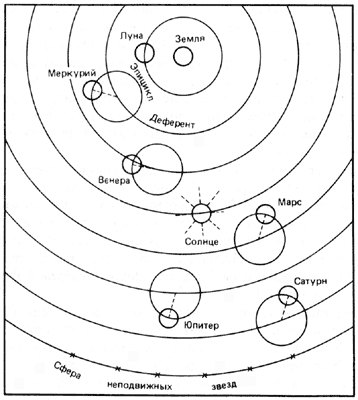 Луна
Земля
Меркурий
Эпицикл
Деферент
Венера
Марс
Солнце
Сатурн
Юпитер
Сфера неподвижных звезд